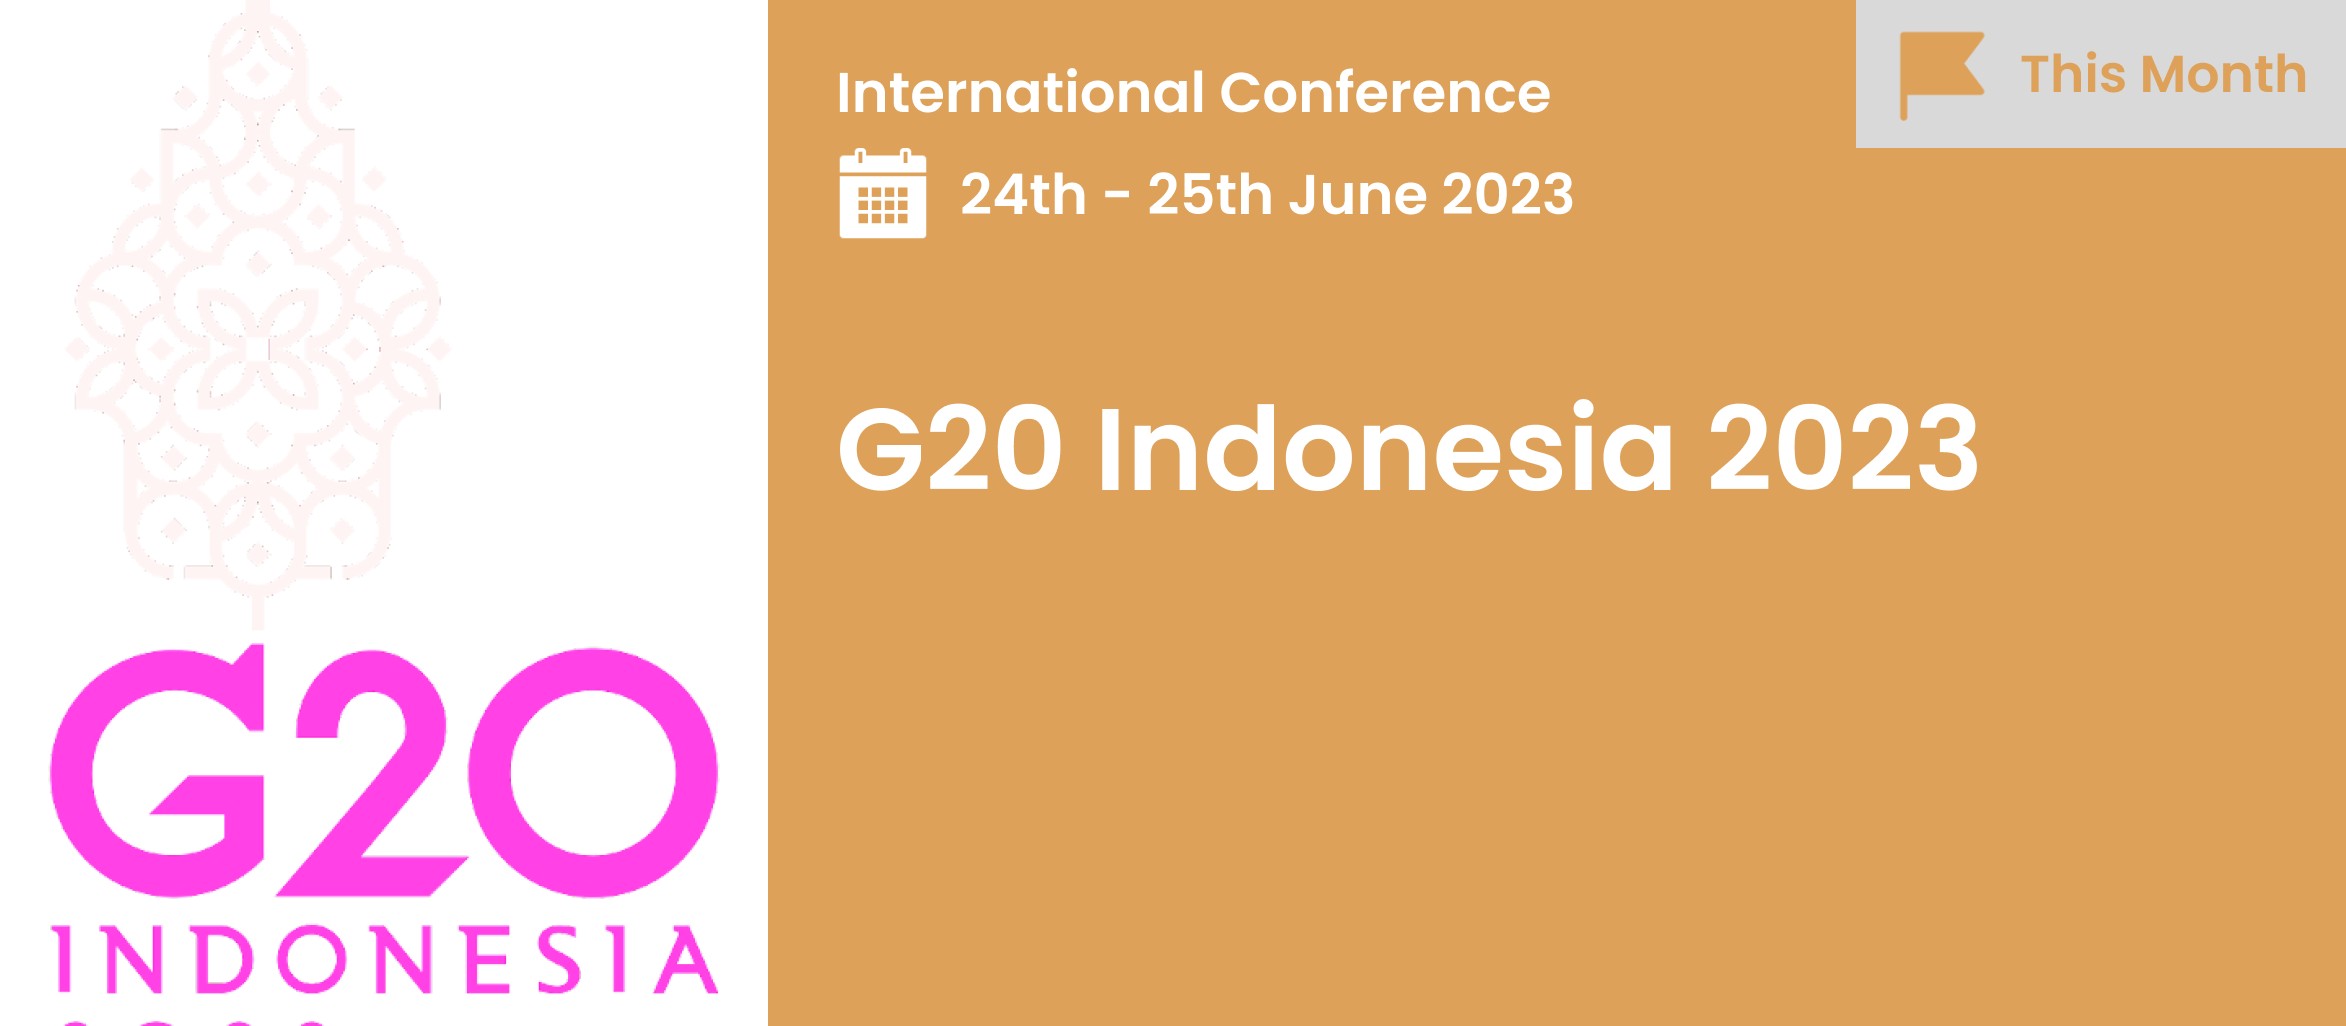 International Conference
This Month
24th - 25th June 2023
G20 Indonesia 2023
G20
INDONESIA